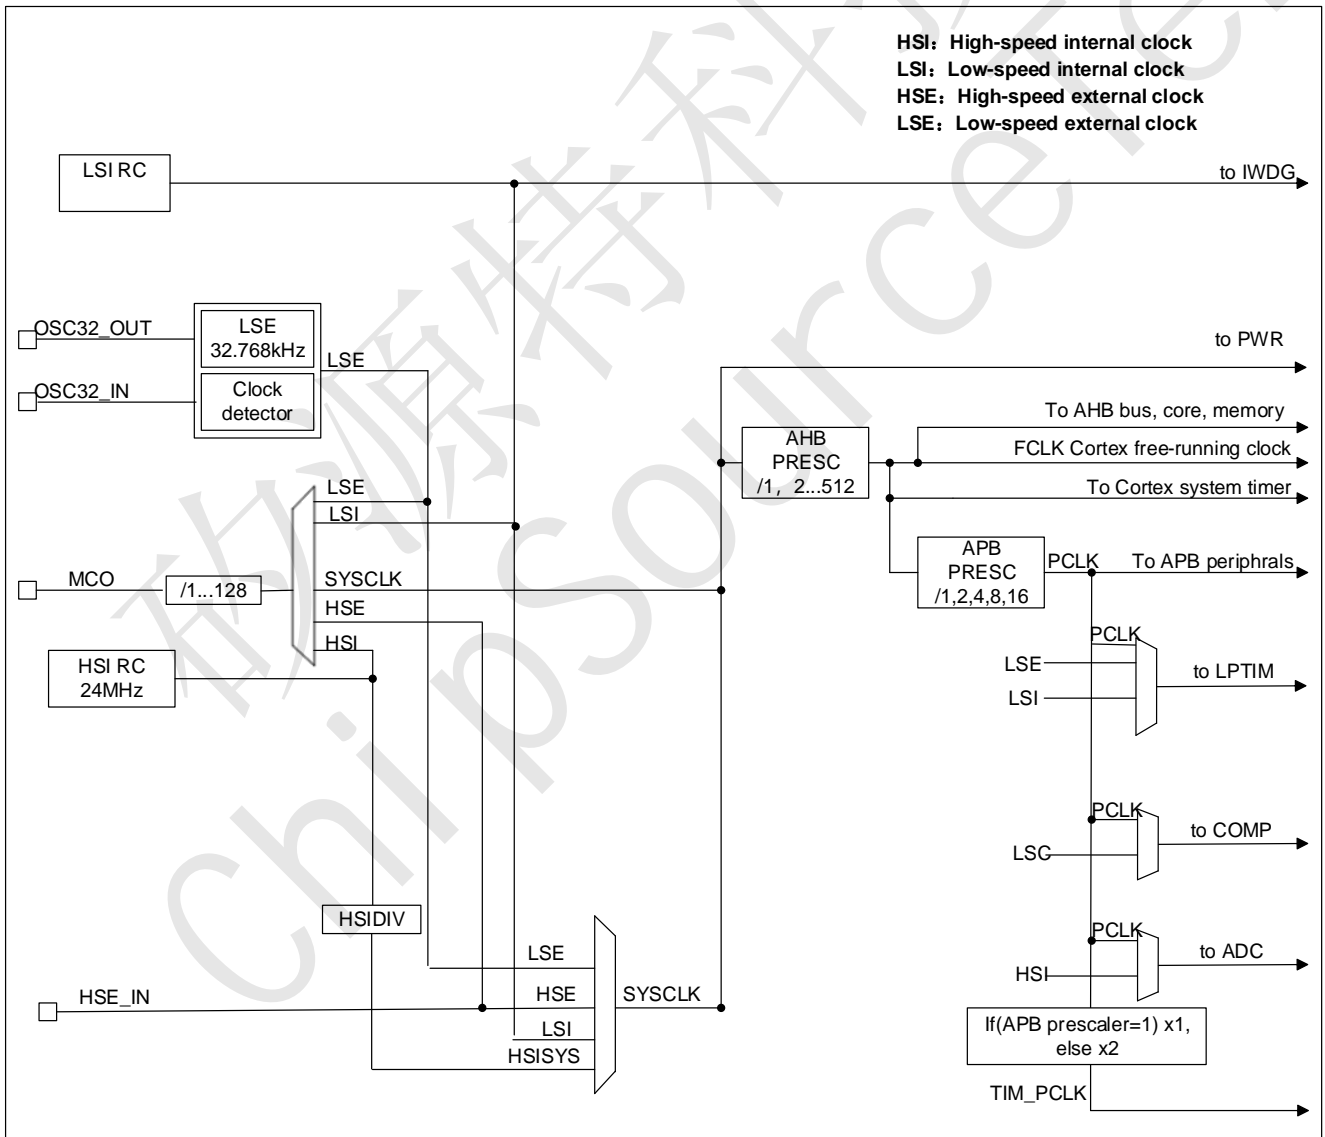 HSI：High-speed internal clock
LSI：Low-speed internal clock
HSE：High-speed external clock
LSE：Low-speed external clock
LSI RC
to IWDG
OSC32_OUT
LSE
32.768kHz
LSE
OSC32_IN
Clock
detector
to PWR
To AHB bus, core, memory
AHB
PRESC
/1，2...512
FCLK Cortex free-running clock
To Cortex system timer
LSE
LSI
APB
PRESC
/1,2,4,8,16
PCLK
To APB periphrals
MCO
/1...128
SYSCLK
HSE
HSI
HSI RC
24MHz
PCLK
LSE
LSI
to LPTIM
PCLK
LSC
to COMP
HSIDIV
PCLK
HSI
to ADC
LSE
HSE_IN
HSE
SYSCLK
LSI
HSISYS
If(APB prescaler=1) x1,
else x2
TIM_PCLK
矽源特科
ChipSourceTe